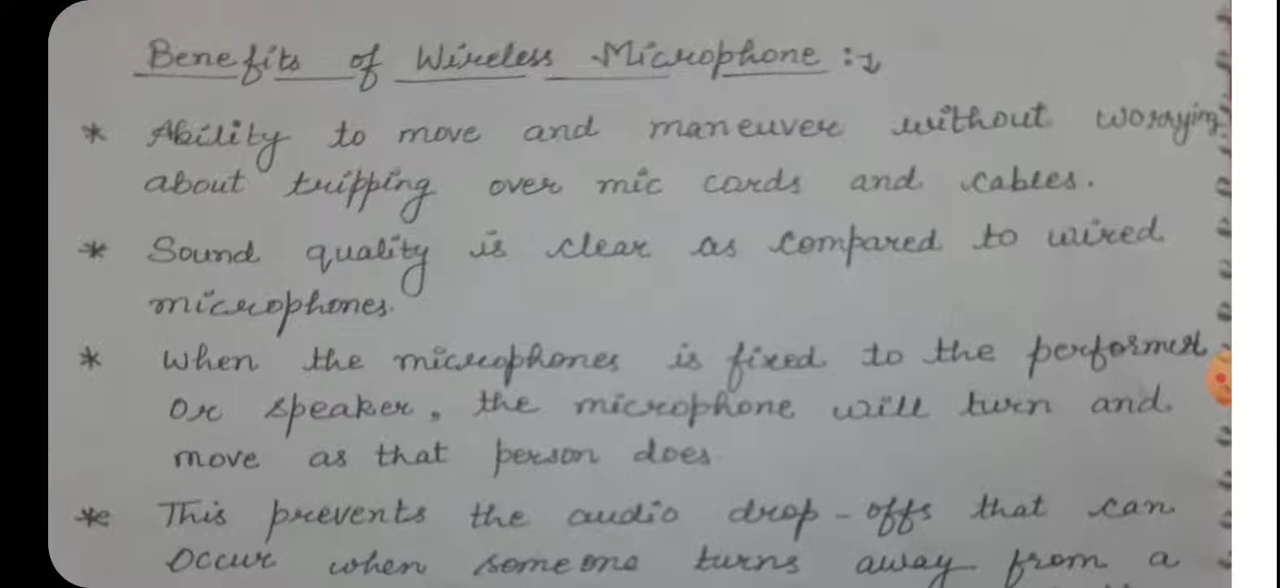 Benefits of Wireless Microphone :→
* Ability to move and maneuver without worrying
about tripping over mic cords and cables.
* Sound quality is clear as compared to wired
microphones.
* When the microphones is fixed to the performer
or speaker, the microphone will turn and
move as that person does
* This prevents the audio drop-offs that can
occur when someone turns away from a